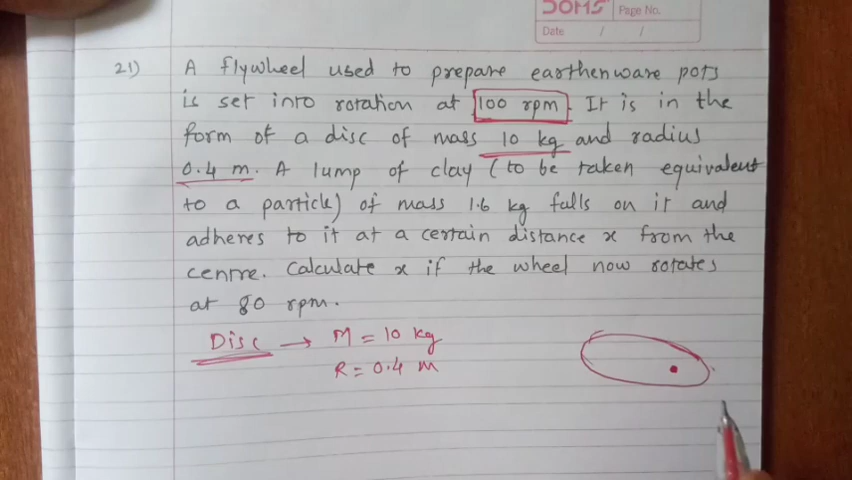 SOMS Page No.
Date / /
21) A flywheel used to prepare earthenware pots
is set into rotation at 100 rpm. It is in the
form of a disc of mass 10 kg and radius
0.4 m. A lump of clay (to be taken equivalent
to a particle) of mass 1.6 kg falls on it and
adheres to it at a certain distance x from the
centre. Calculate x if the wheel now rotates
at 80 rpm.
Disc → M = 10 kg
R = 0.4 m